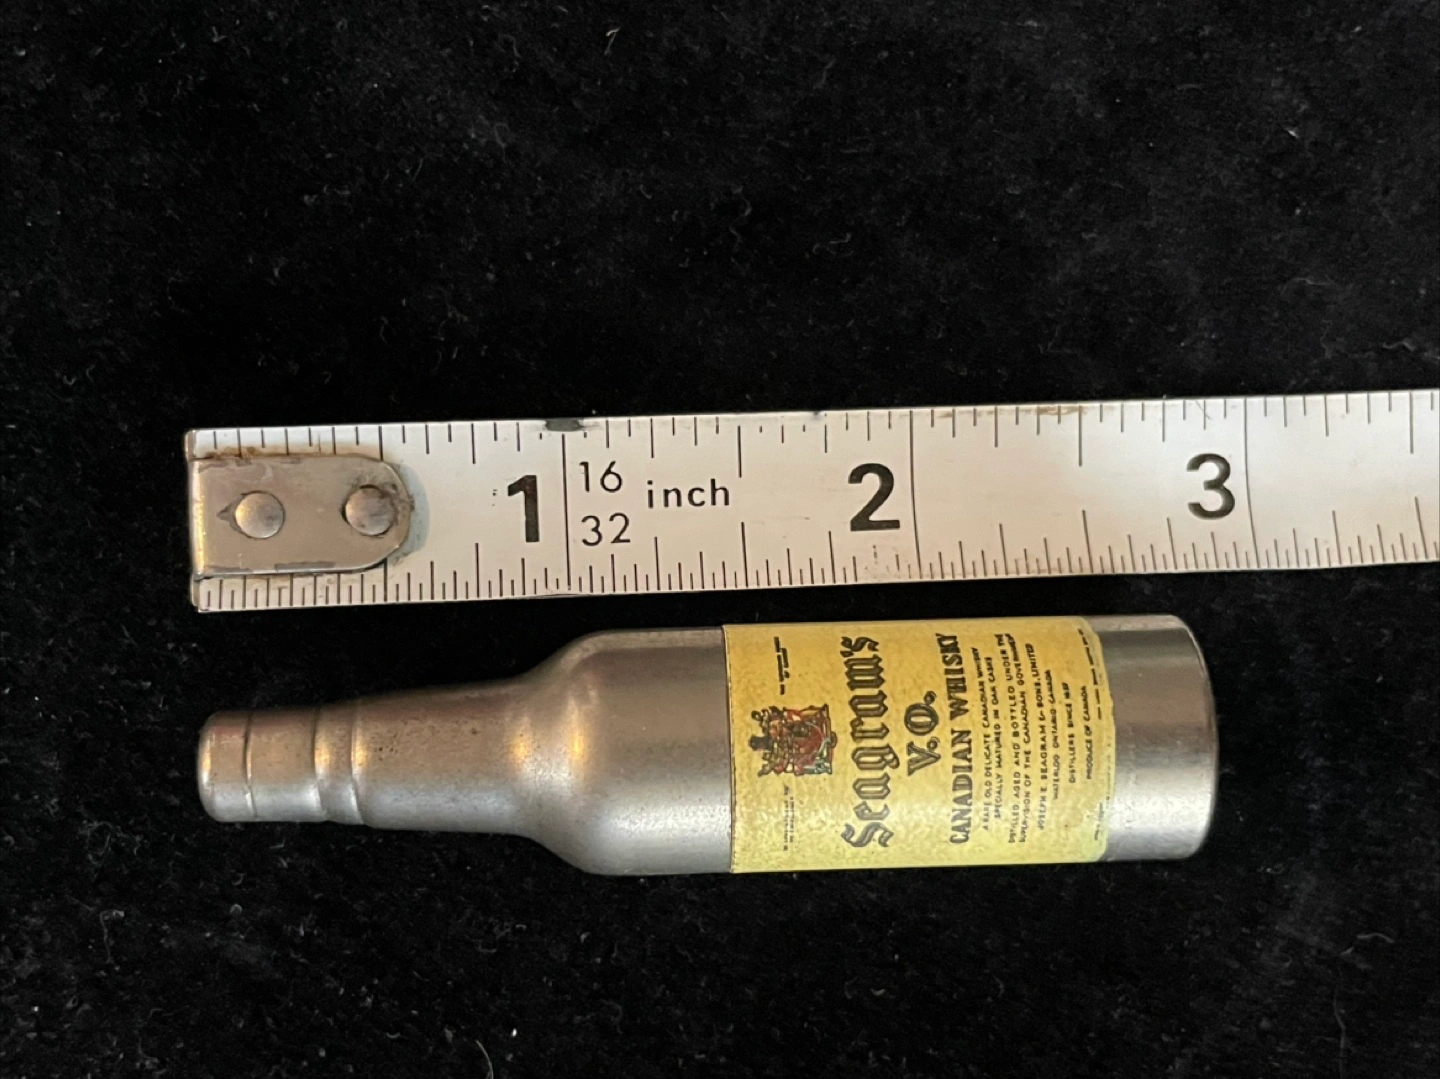 1
16
32
inch
2
3
Seagram's
V.O.
CANADIAN WHISKY
A RARE OLD DELICATE CANADIAN WHISKY
SPECIALLY MATURED IN OAK CASKS
DISTILLED, AGED AND BOTTLED UNDER THE
SUPERVISION OF THE CANADIAN GOVERNMENT
JOSEPH E. SEAGRAM & SONS, LIMITED
WATERLOO ONTARIO CANADA
DISTILLERS SINCE 1857
PRODUCE OF CANADA